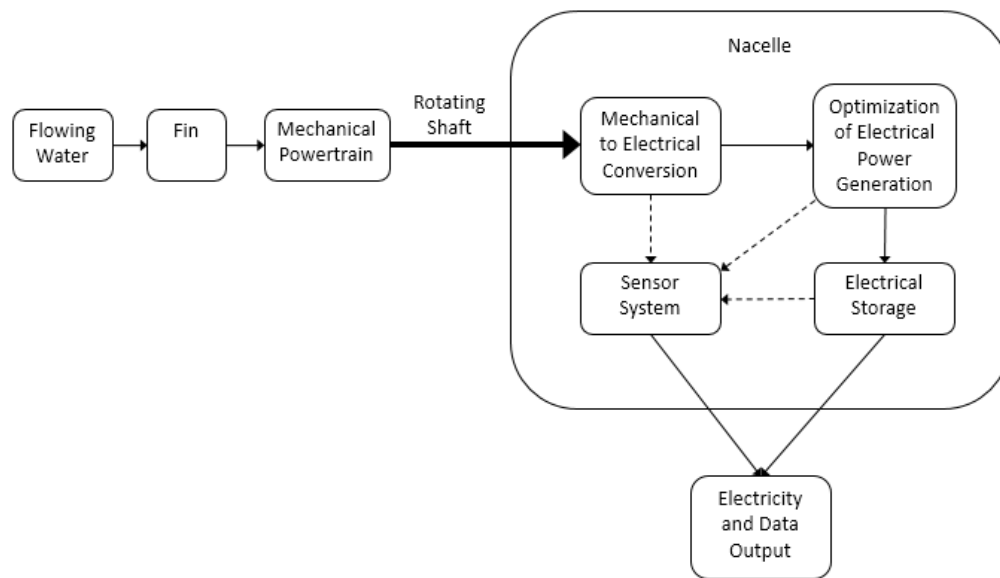 Nacelle
Flowing
Water
Fin
Mechanical
Powertrain
Rotating
Shaft
Mechanical
to Electrical
Conversion
Optimization
of Electrical
Power
Generation
Sensor
System
Electrical
Storage
Electricity
and Data
Output